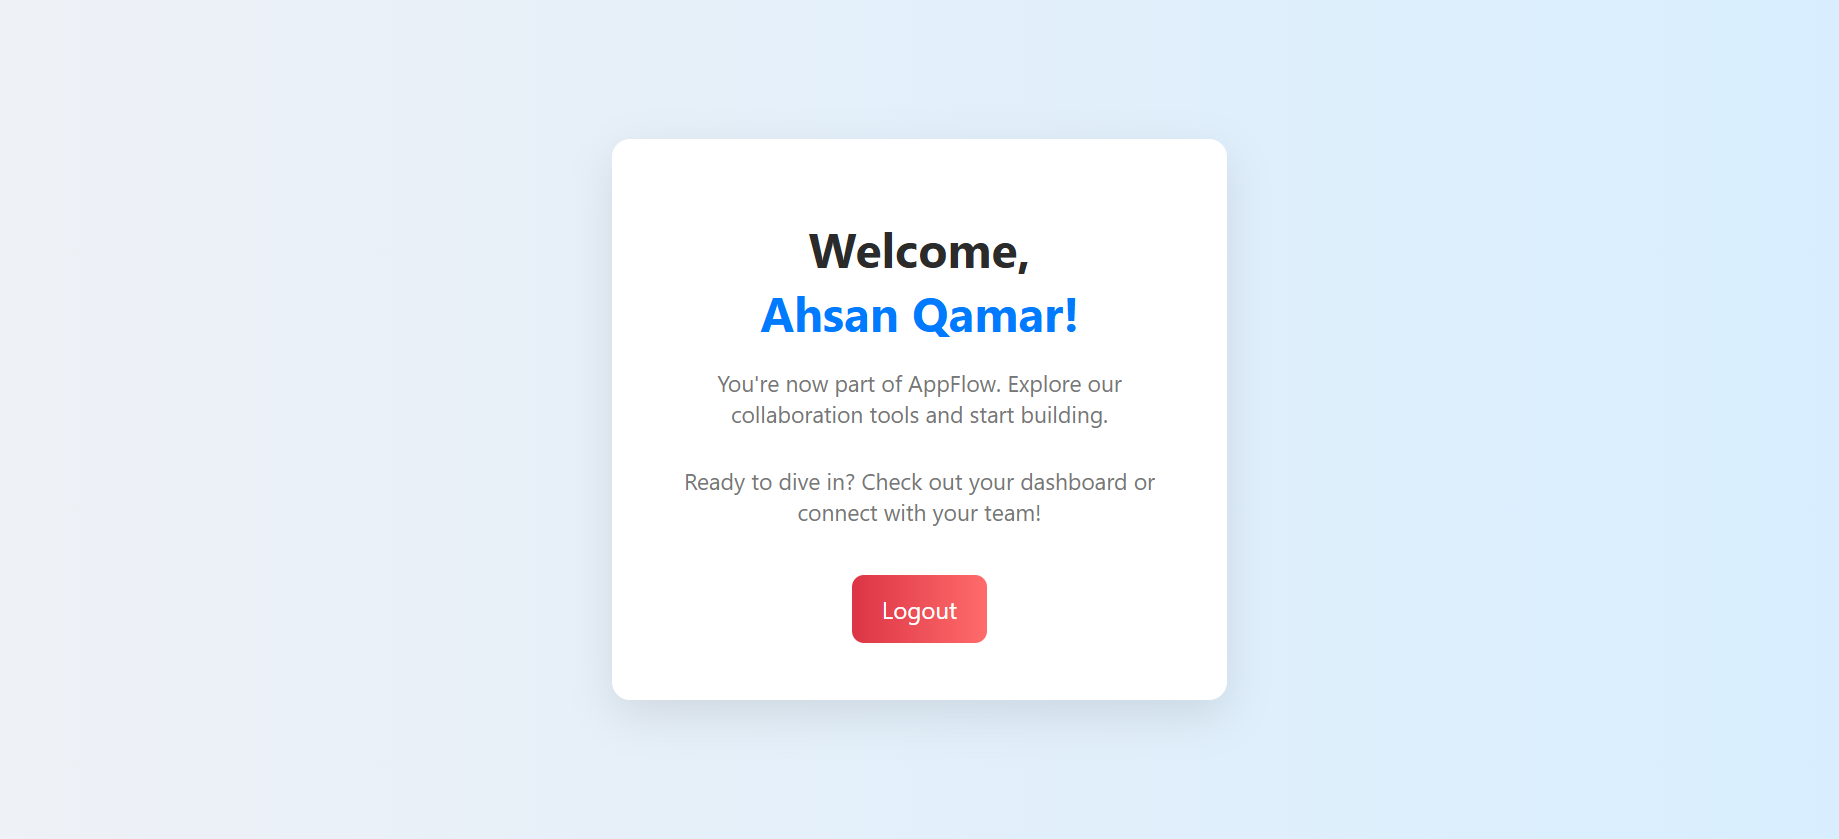 Welcome,
Ahsan Qamar!
You're now part of AppFlow. Explore our
collaboration tools and start building.
Ready to dive in? Check out your dashboard or
connect with your team!
Logout